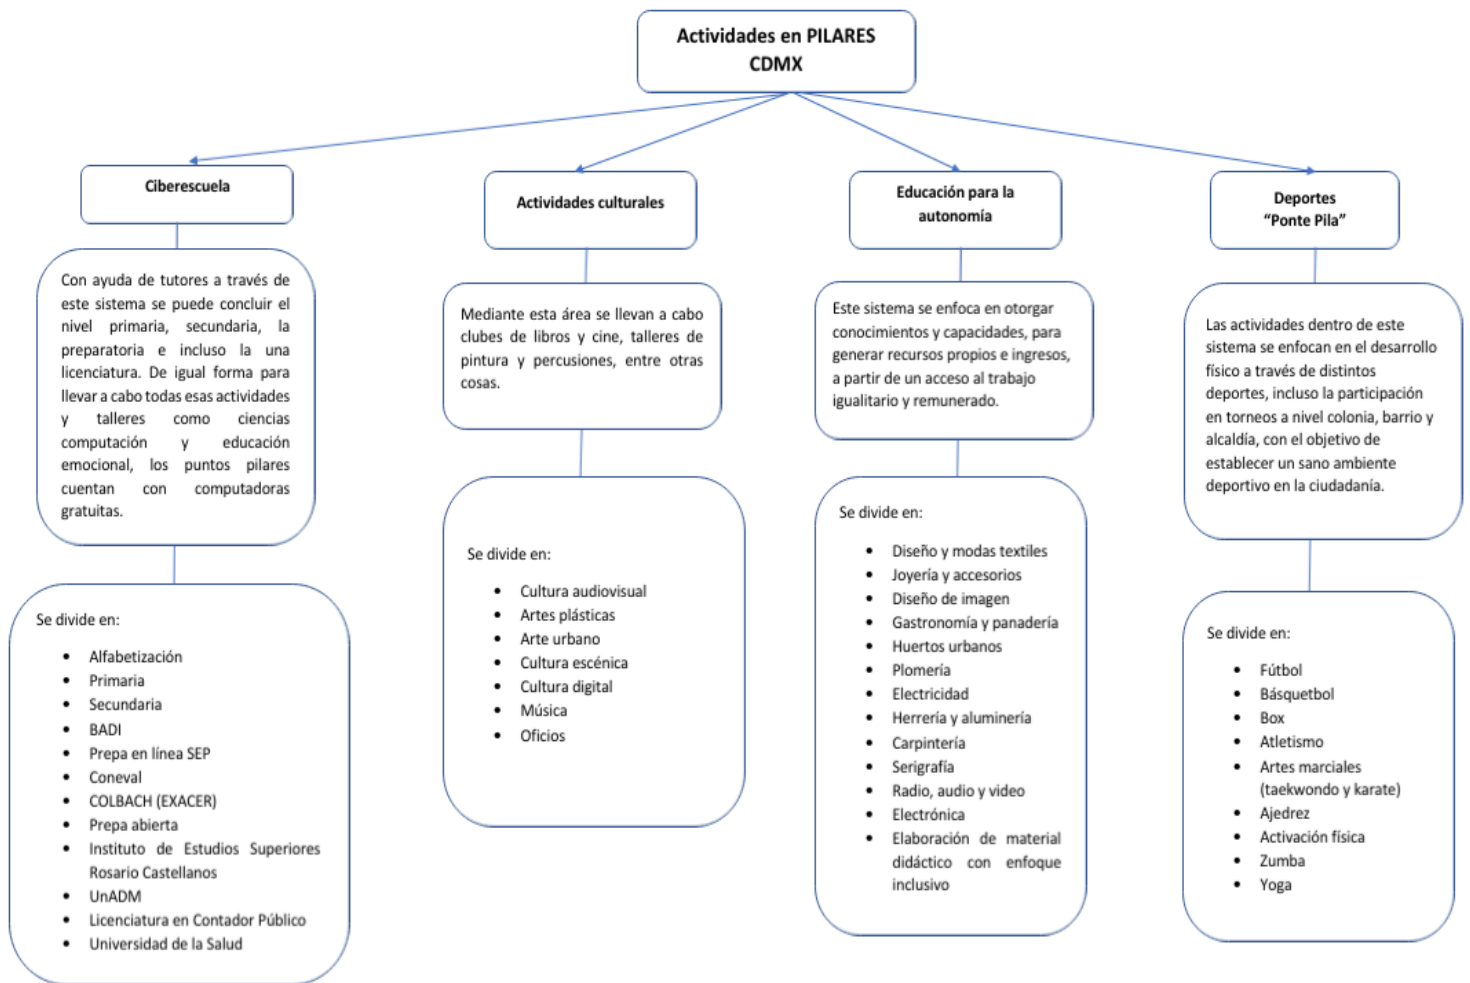 Actividades en PILARES
CDMX
Ciberescuela
Con ayuda de tutores a través de
este sistema se puede concluir el
nivel primaria, secundaria, la
preparatoria e incluso la una
licenciatura. De igual forma para
llevar a cabo todas esas actividades
y talleres como ciencias
computación y educación
emocional, los puntos pilares
cuentan con computadoras
gratuitas.
Se divide en:
• Alfabetización
• Primaria
• Secundaria
• BADI
• Prepa en línea SEP
• Coneval
• COLBACH (EXACER)
• Prepa abierta
• Instituto de Estudios Superiores
Rosario Castellanos
• UnADM
• Licenciatura en Contador Público
• Universidad de la Salud
Actividades culturales
Mediante esta área se llevan a cabo
clubes de libros y cine, talleres de
pintura y percusiones, entre otras
cosas.
Se divide en:
• Cultura audiovisual
• Artes plásticas
• Arte urbano
• Cultura escénica
• Cultura digital
• Música
• Oficios
Educación para la
autonomía
Este sistema se enfoca en otorgar
conocimientos y capacidades, para
generar recursos propios e ingresos,
a partir de un acceso al trabajo
igualitario y remunerado.
Se divide en:
• Diseño y modas textiles
• Joyería y accesorios
• Diseño de imagen
• Gastronomía y panadería
• Huertos urbanos
• Plomería
• Electricidad
• Herrería y aluminería
• Carpintería
• Serigrafía
• Radio, audio y video
• Electrónica
• Elaboración de material
didáctico con enfoque
inclusivo
Deportes
“Ponte Pila”
Las actividades dentro de este
sistema se enfocan en el desarrollo
físico a través de distintos
deportes, incluso la participación
en torneos a nivel colonia, barrio y
alcaldía, con el objetivo de
establecer un sano ambiente
deportivo en la ciudadanía.
Se divide en:
• Fútbol
• Básquetbol
• Box
• Atletismo
• Artes marciales
(taekwondo y karate)
• Ajedrez
• Activación física
• Zumba
• Yoga